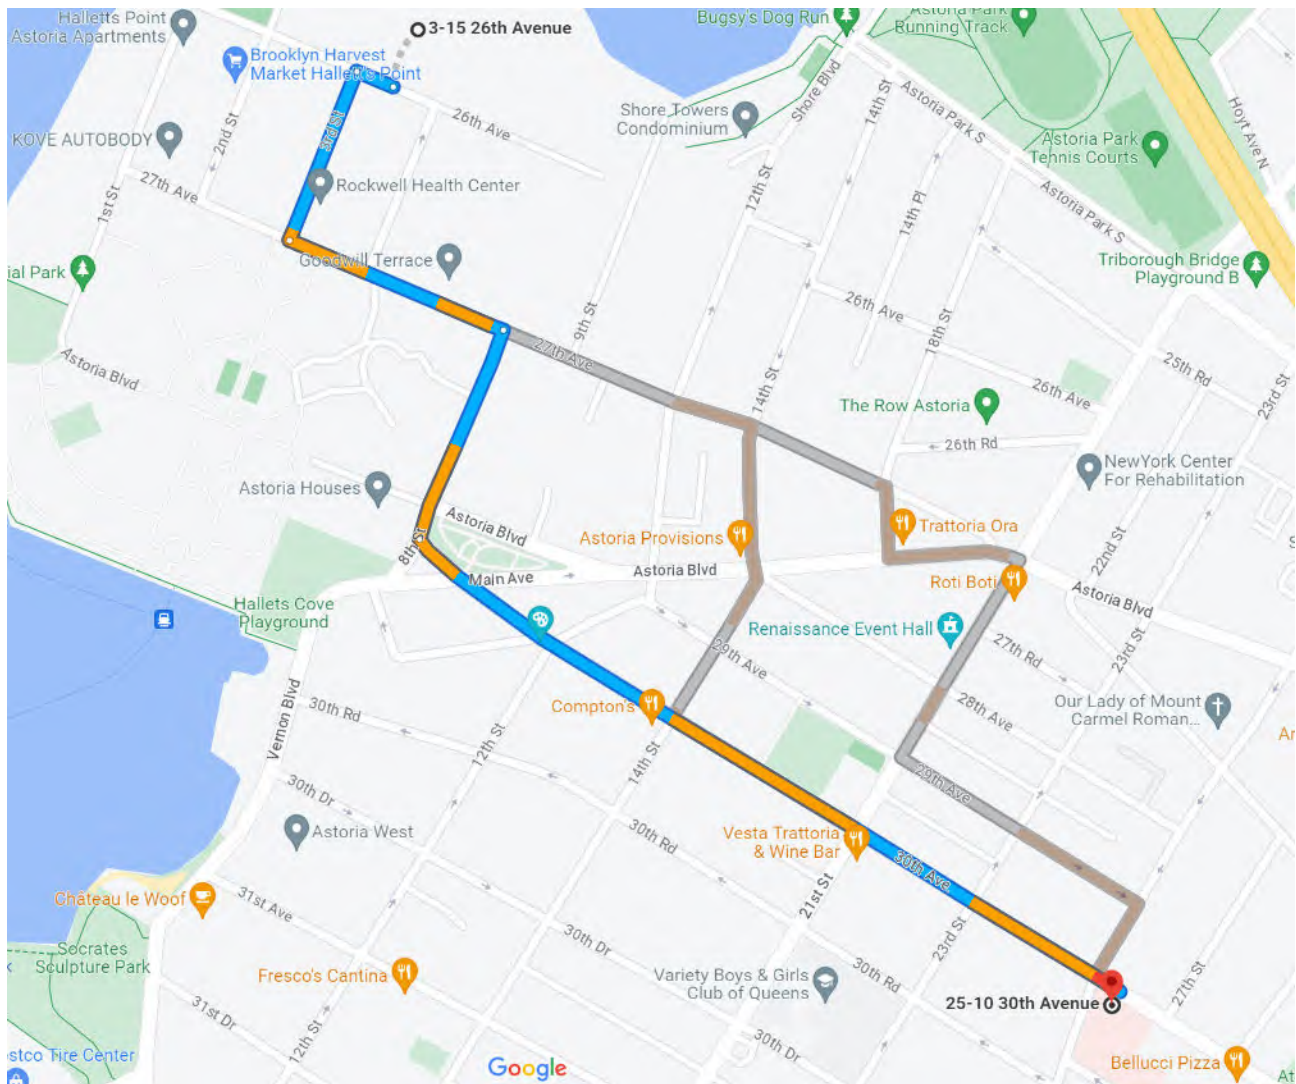 Halletts Point
Astoria Apartments
3-15 26th Avenue
Bugsy's Dog Run
Astoria Park
Running Track
Brooklyn Harvest
Market Hallett's Point
Shore Blvd
14th St
Astoria Park S
Hoyt Ave N
Shore Towers
Condominium
26th Ave
2nd St
KOVE AUTOBODY
Astoria Park
Tennis Courts
27th Ave
1st St
Rockwell Health Center
12th St
14th Pl
Astoria Park S
Goodwill Terrace
ial Park
Triborough Bridge
Playground B
9th St
26th Ave
18th St
27th Ave
25th Rd
Astoria Blvd
14th St
26th Ave
23rd St
The Row Astoria
26th Rd
NewYork Center
For Rehabilitation
Astoria Houses
Astoria Blvd
8th St
Astoria Provisions
Trattoria Ora
22nd St
Main Ave
Astoria Blvd
Roti Boti
Astoria Blvd
Hallets Cove
Playground
Renaissance Event Hall
27th Rd
23rd St
29th Ave
28th Ave
Our Lady of Mount
Carmel Roman...
Vernon Blvd
30th Rd
Compton's
12th St
14th St
29th Ave
30th Dr
Astoria West
30th Rd
Vesta Trattoria
& Wine Bar
30th Ave
Château le Woof
31st Ave
21st St
23rd St
30th Dr
Socrates
Sculpture Park
Fresco's Cantina
Variety Boys & Girls
Club of Queens
30th Rd
27th St
25-10 30th Avenue
31st Dr
12th St
30th Dr
stco Tire Center
Google
Bellucci Pizza